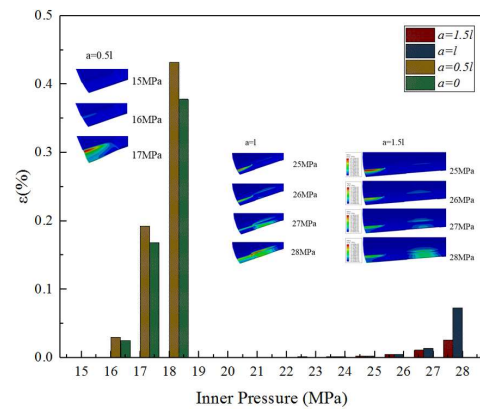 0.5
0.4
0.3
0.2
0.1
0.0
ε(%)
a=1.5l
a=l
a=0.5l
a=0
a=0.5l
15MPa
16MPa
17MPa
a=l
25MPa
26MPa
27MPa
28MPa
a=1.5l
25MPa
26MPa
27MPa
28MPa
15 16 17 18 19 20 21 22 23 24 25 26 27 28
Inner Pressure (MPa)